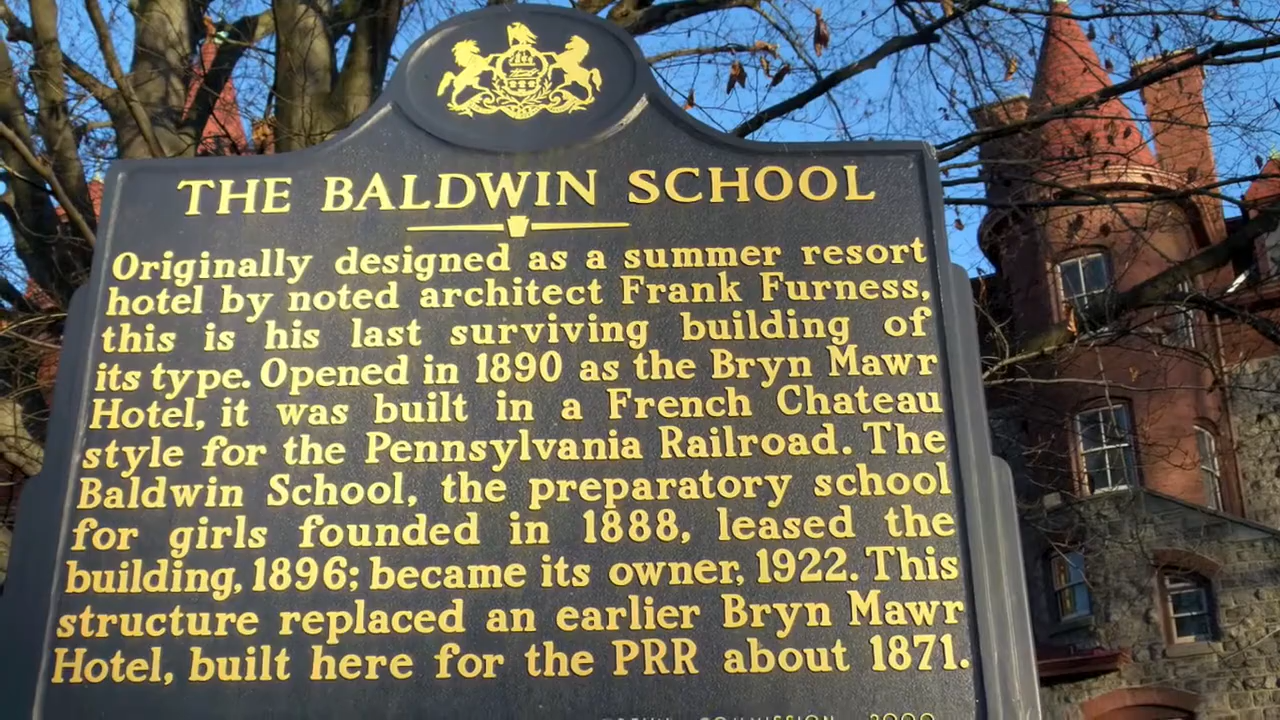 THE BALDWIN SCHOOL
Originally designed as a summer resort
hotel by noted architect Frank Furness,
this is his last surviving building of
its type. Opened in 1890 as the Bryn Mawr
Hotel, it was built in a French Chateau
style for the Pennsylvania Railroad. The
Baldwin School, the preparatory school
for girls founded in 1888, leased the
building, 1896; became its owner, 1922. This
structure replaced an earlier Bryn Mawr
Hotel, built here for the PRR about 1871.
COMMISSION